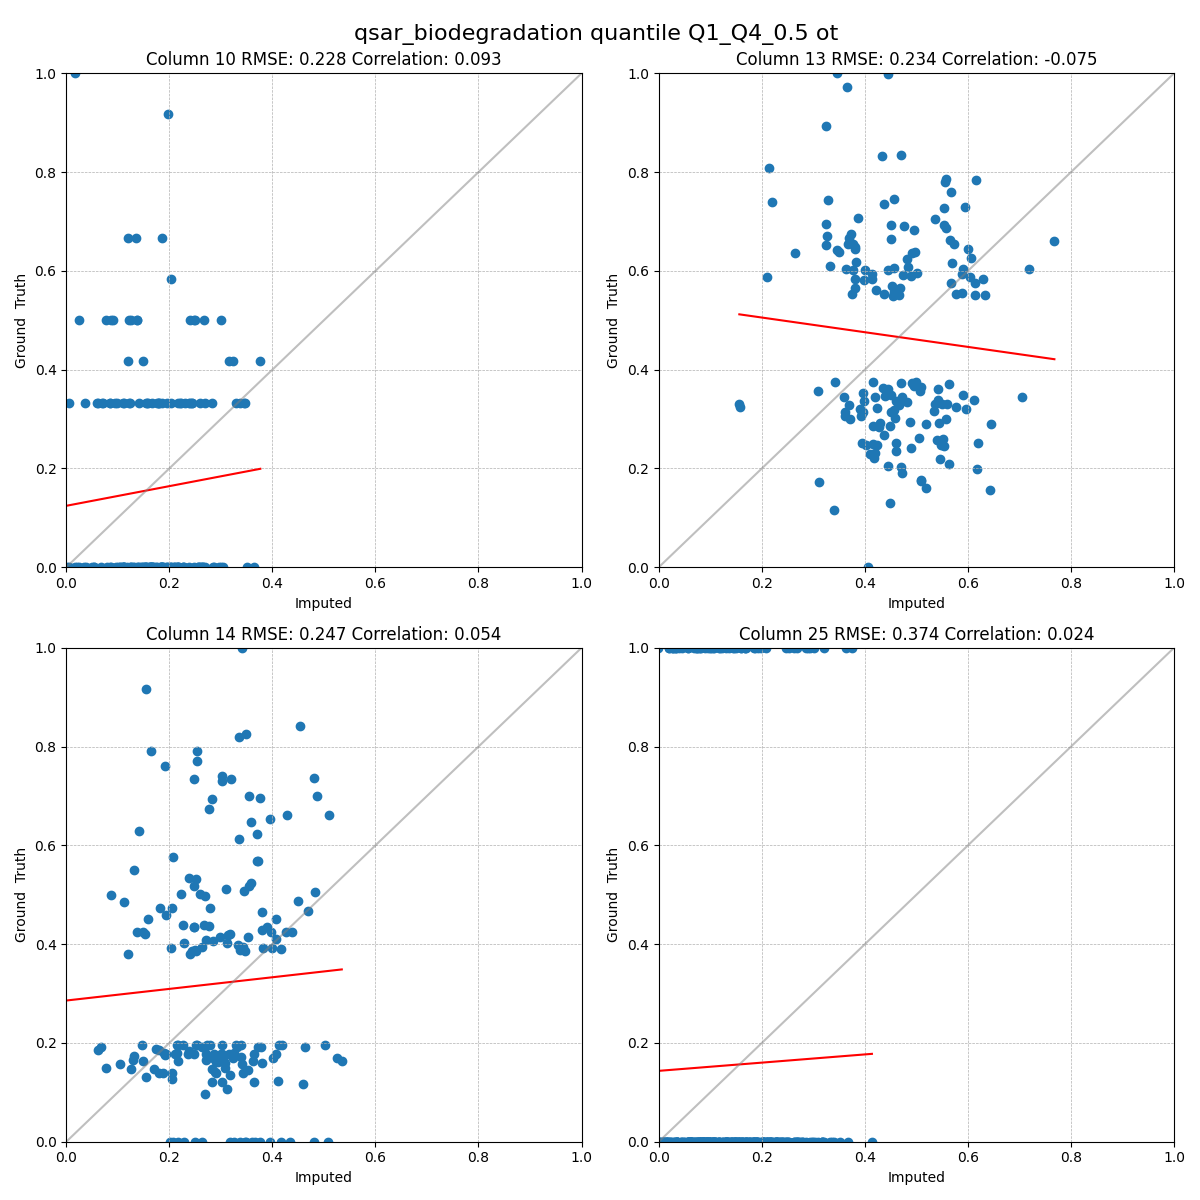 qsar_biodegradation quantile Q1_Q4_0.5 ot
Column 10 RMSE: 0.228 Correlation: 0.093
Column 13 RMSE: 0.234 Correlation: -0.075
1.0
0.8
0.6
0.4
0.2
0.0
Ground Truth
0.0 0.2 0.4 0.6 0.8 1.0
Imputed
1.0
0.8
0.6
0.4
0.2
0.0
Ground Truth
0.0 0.2 0.4 0.6 0.8 1.0
Imputed
Column 14 RMSE: 0.247 Correlation: 0.054
Column 25 RMSE: 0.374 Correlation: 0.024
1.0
0.8
0.6
0.4
0.2
0.0
Ground Truth
0.0 0.2 0.4 0.6 0.8 1.0
Imputed
1.0
0.8
0.6
0.4
0.2
0.0
Ground Truth
0.0 0.2 0.4 0.6 0.8 1.0
Imputed